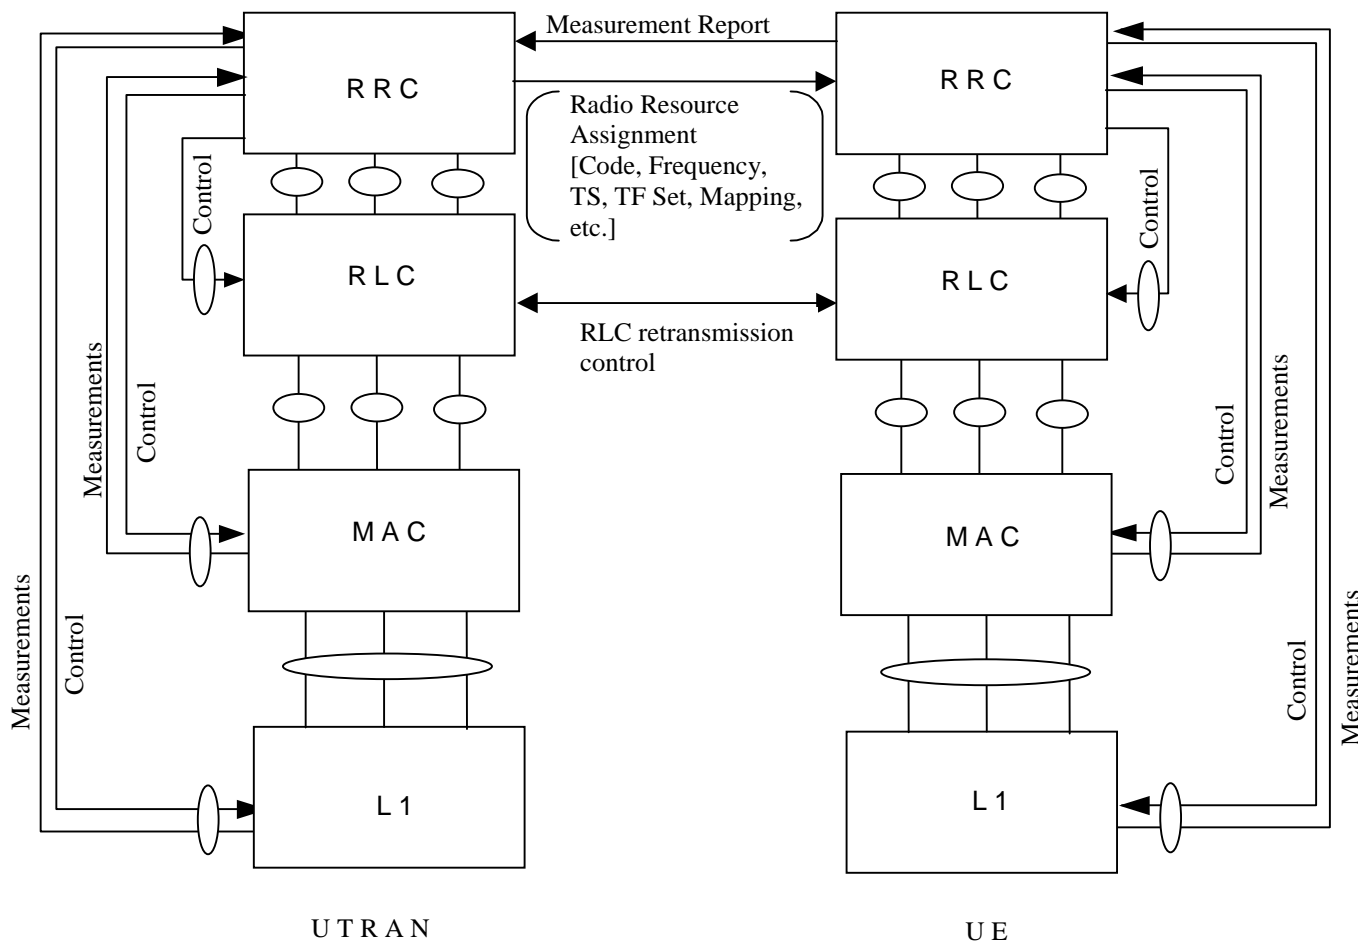 Measurement Report
R R C
R R C
Radio Resource
Assignment
[Code, Frequency,
TS, TF Set, Mapping,
etc.]
Control
Control
R L C
R L C
RLC retransmission
control
Measurements
Control
Control
Measurements
M A C
M A C
Measurements
Control
Control
Measurements
L 1
L 1
U T R A N
U E